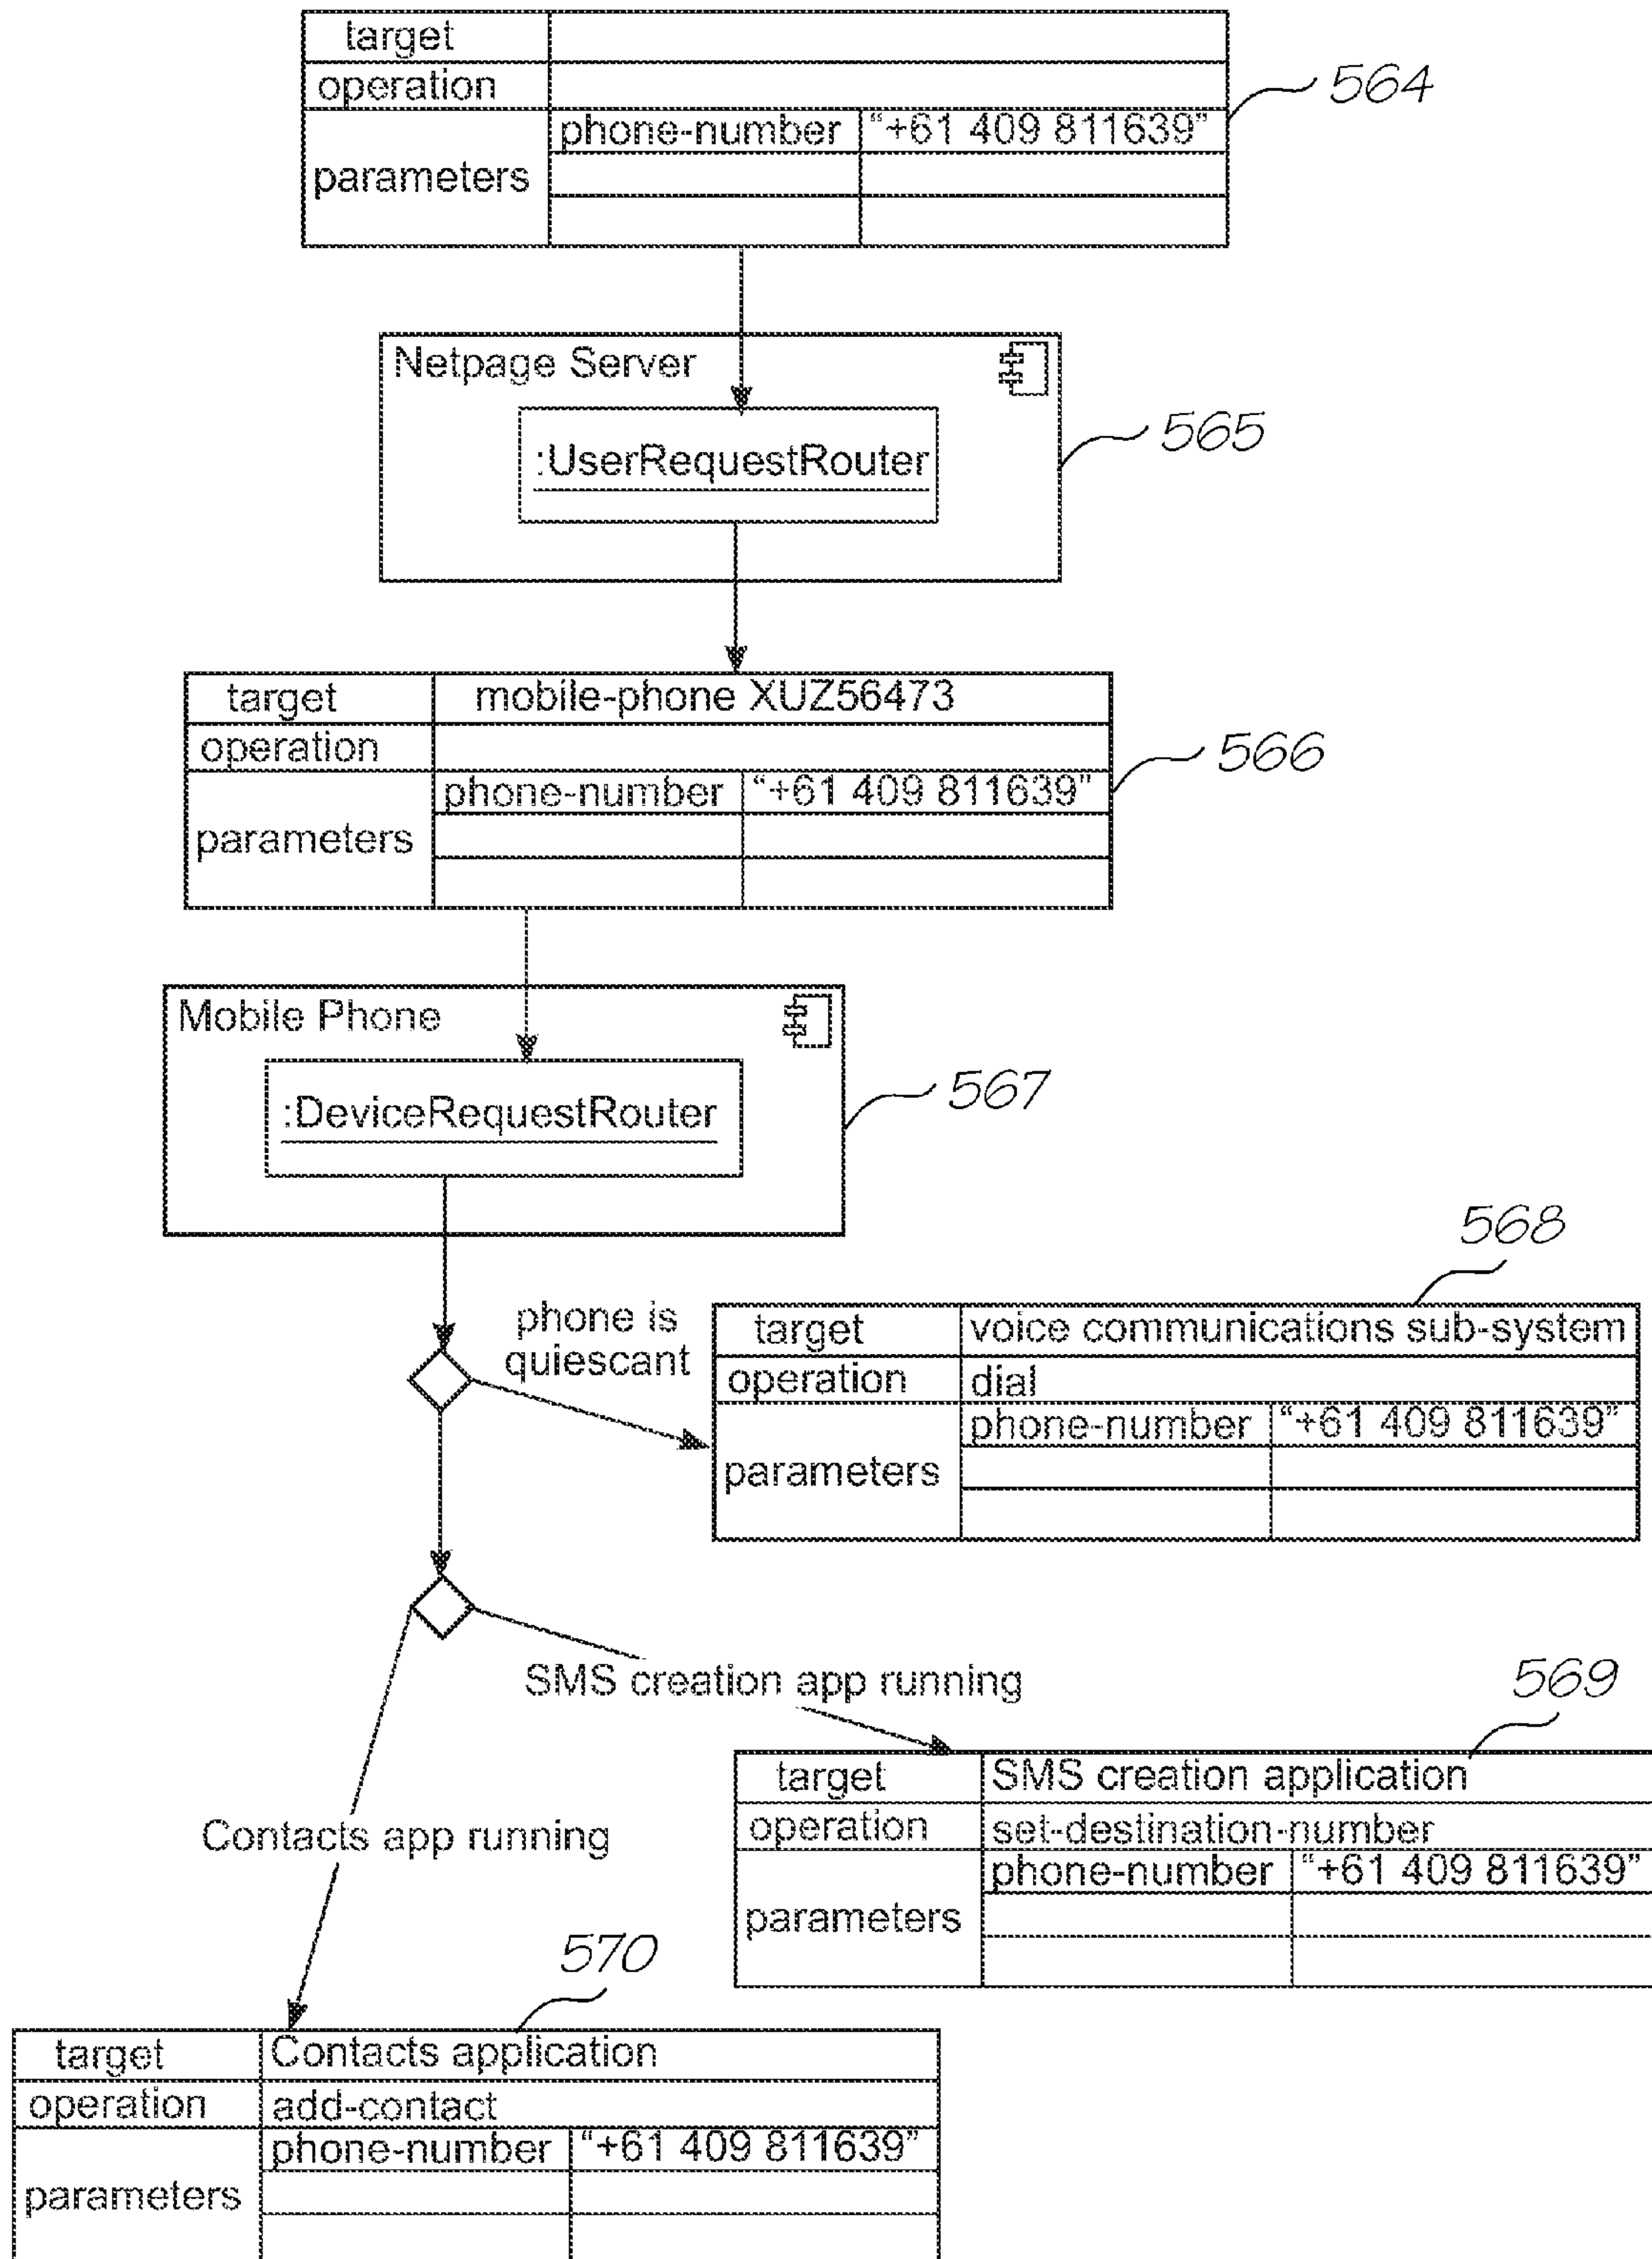 target
operation
phone-number "+61 409 811639"
parameters
564
Netpage Server
:UserRequestRouter
565
target mobile-phone XUZ56473
operation
phone-number "+61 409 811639"
parameters
566
Mobile Phone
:DeviceRequestRouter
567
phone is
quiescant
568
target voice communications sub-system
operation dial
phone-number "+61 409 811639"
parameters
SMS creation app running
569
target SMS creation application
operation set-destination-number
phone-number "+61 409 811639"
parameters
Contacts app running
570
target Contacts application
operation add-contact
phone-number "+61 409 811639"
parameters